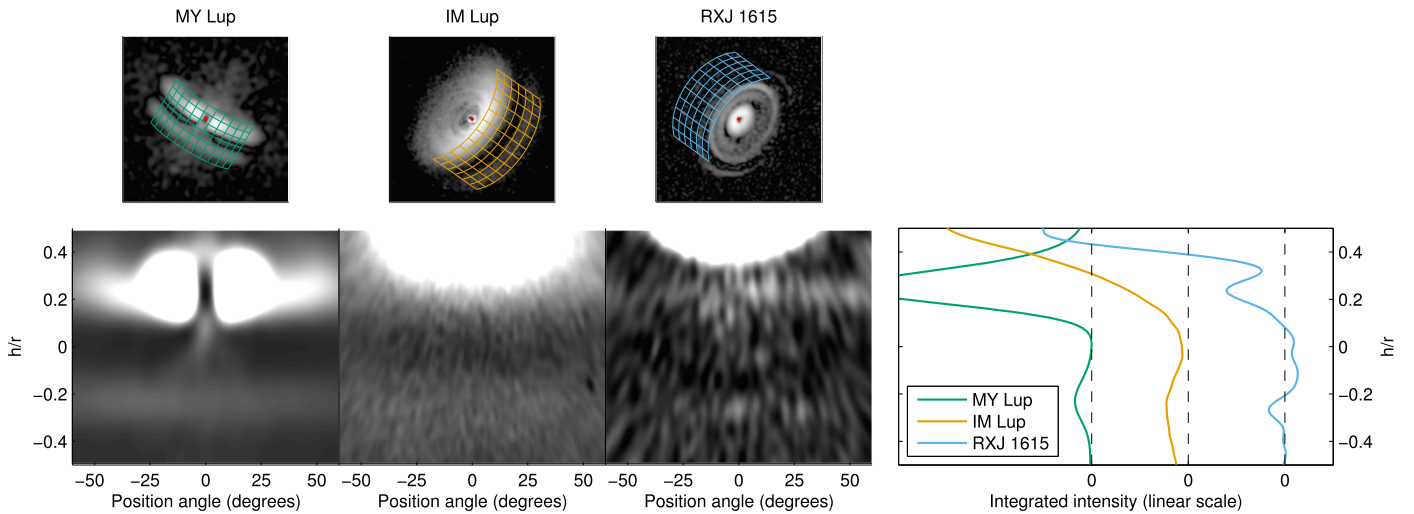 MY Lup IM Lup RXJ 1615
0.4
0.2
0
−0.2
−0.4
h/r
−50 −25 0 25 50
−50 −25 0 25 50
−50 −25 0 25 50
Position angle (degrees) Position angle (degrees) Position angle (degrees)
MY Lup
IM Lup
RXJ 1615
0.4
0.2
0
−0.2
−0.4
h/r
0 0 0
Integrated intensity (linear scale)